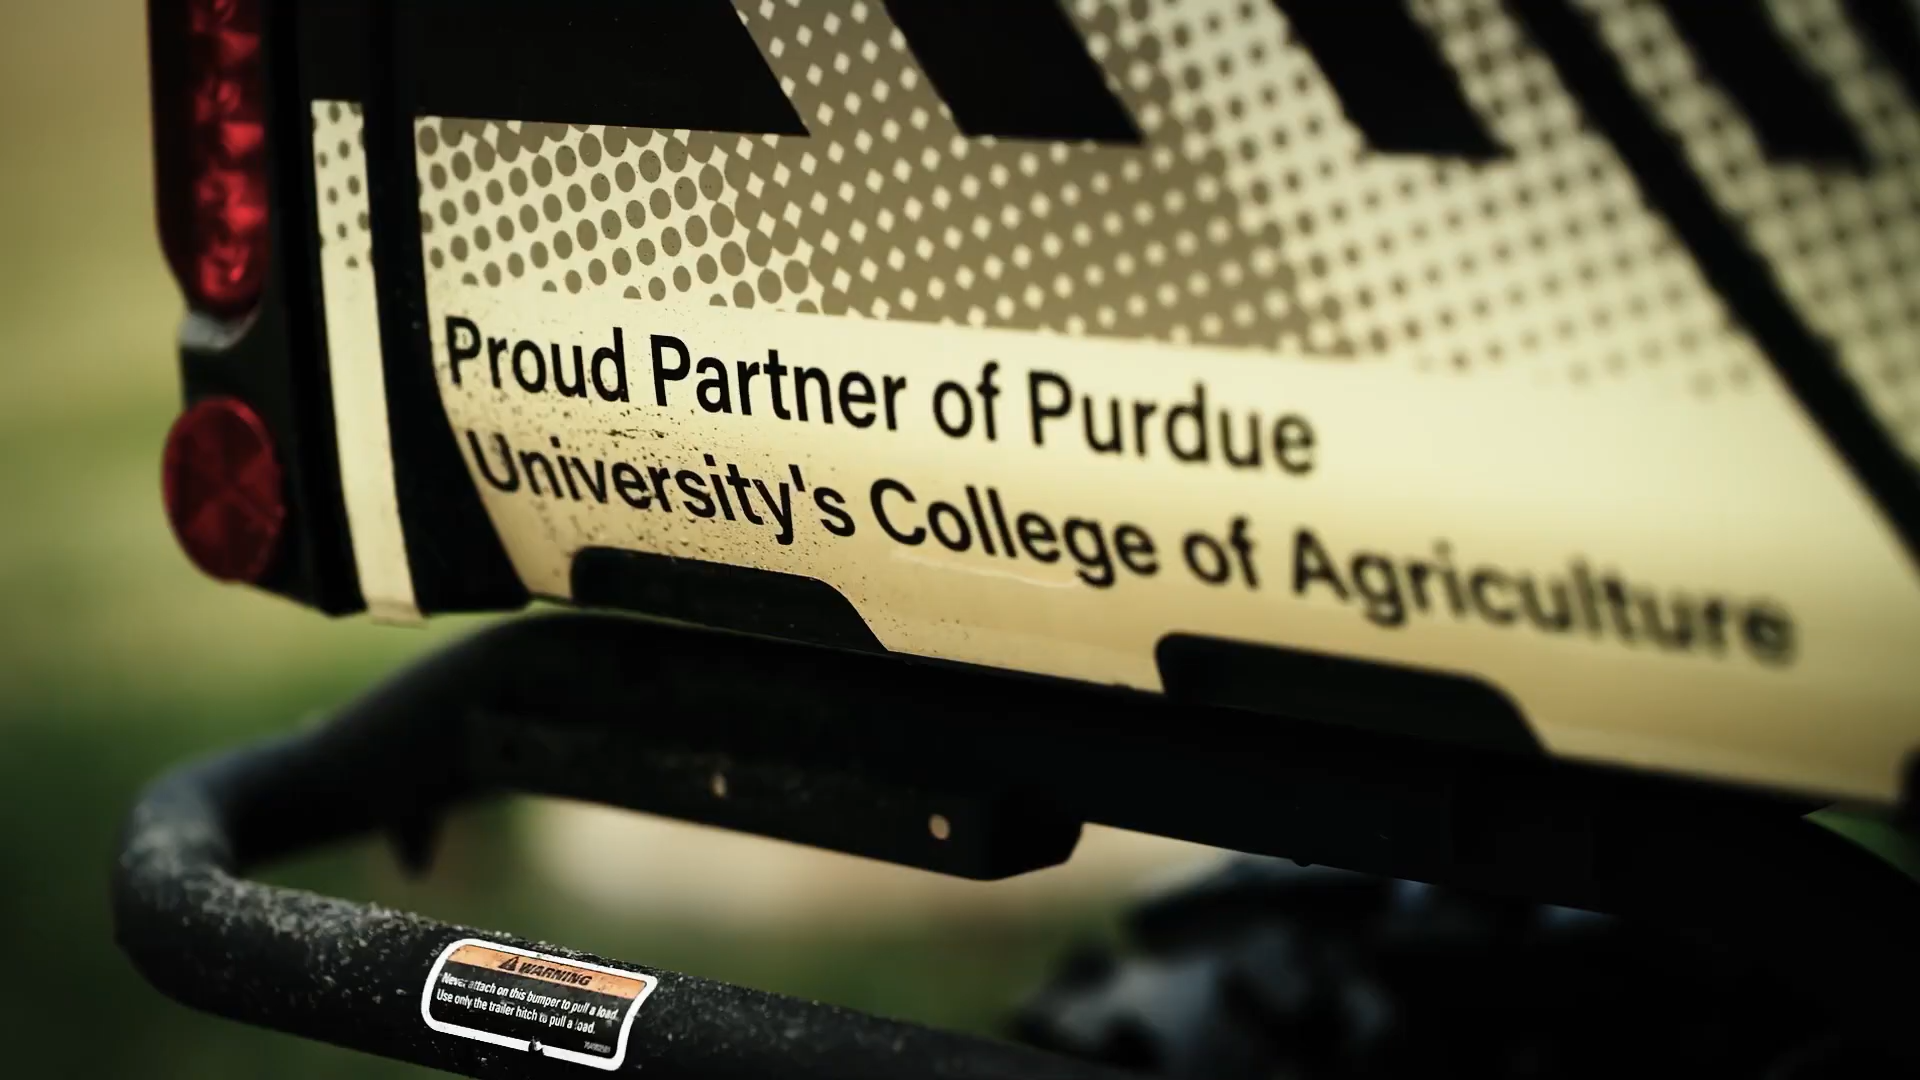 Proud Partner of Purdue
University's College of Agriculture
WARNING
Never attach on this bumper to pull a load.
Use only the trailer hitch to pull a load.